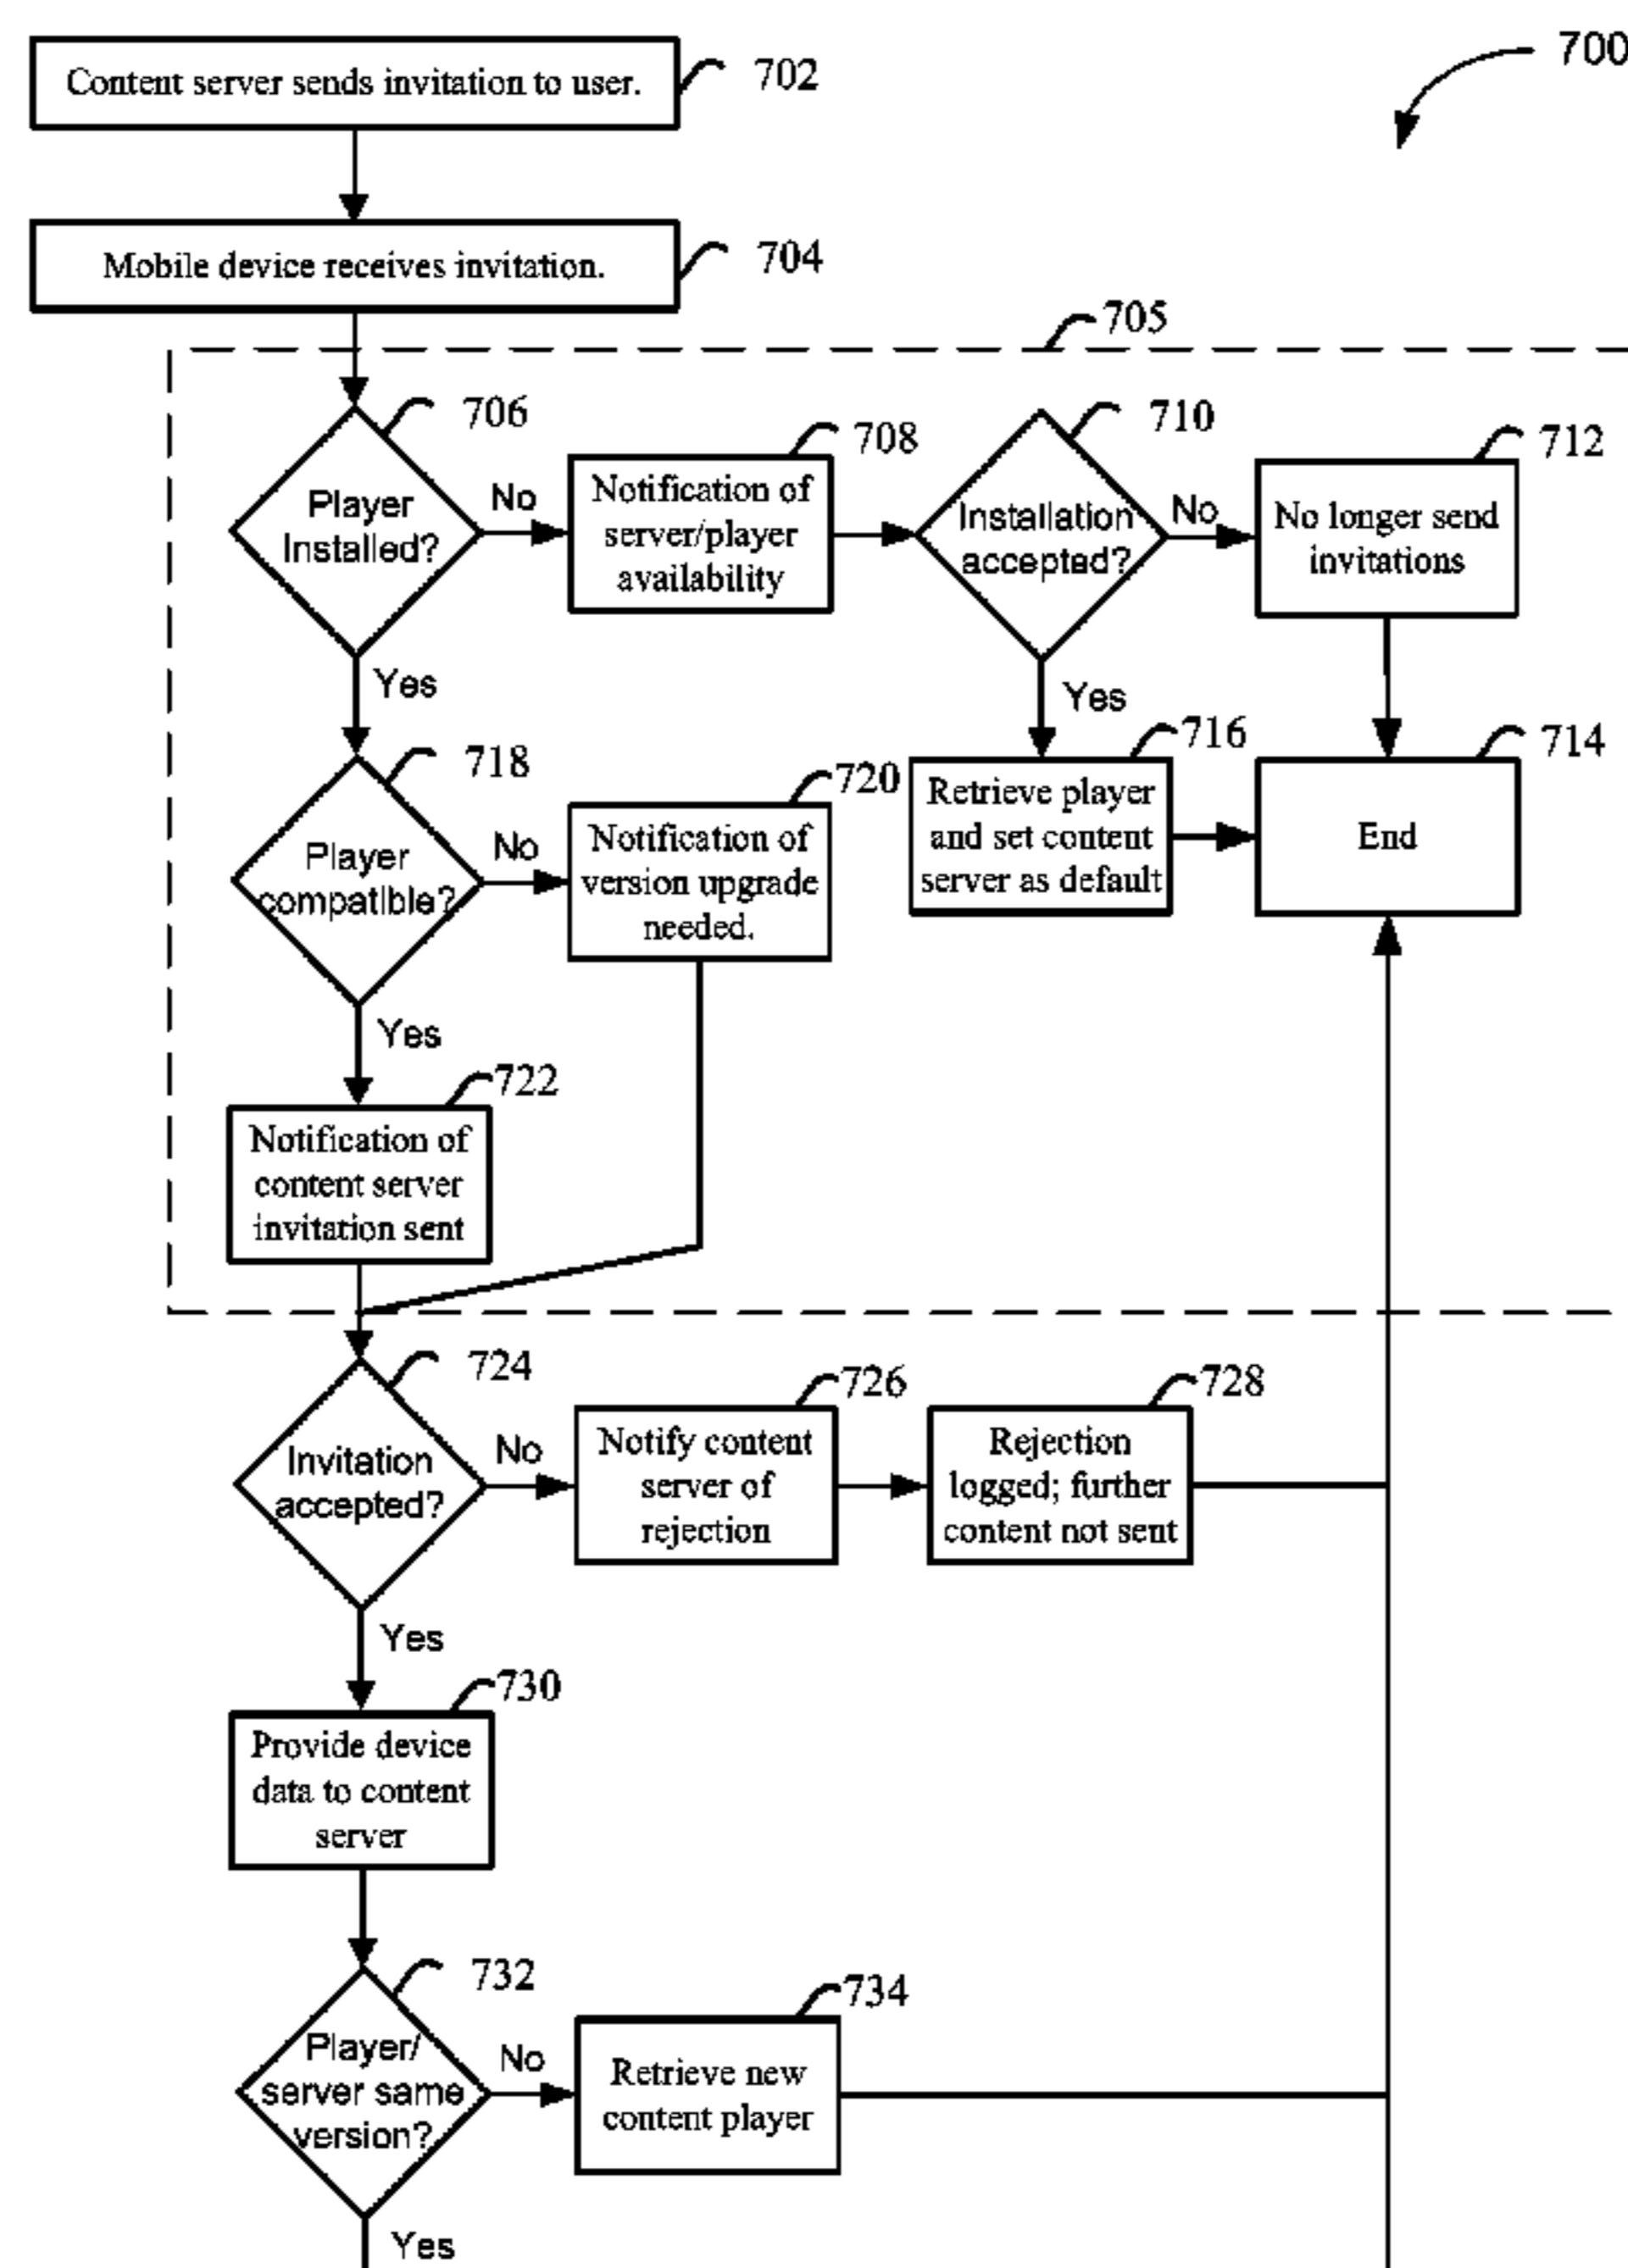 700
Content server sends invitation to user.
702
Mobile device receives invitation.
704
705
706
Player
Installed?
No
708
Notification of
server/player
availability
710
Installation
accepted?
No
712
No longer send
invitations
Yes
Yes
718
Player
compatible?
No
720
Notification of
version upgrade
needed.
716
Retrieve player
and set content
server as default
714
End
Yes
722
Notification of
content server
invitation sent
724
Invitation
accepted?
No
726
Notify content
server of
rejection
728
Rejection
logged; further
content not sent
Yes
730
Provide device
data to content
server
732
Player/
server same
version?
No
734
Retrieve new
content player
Yes